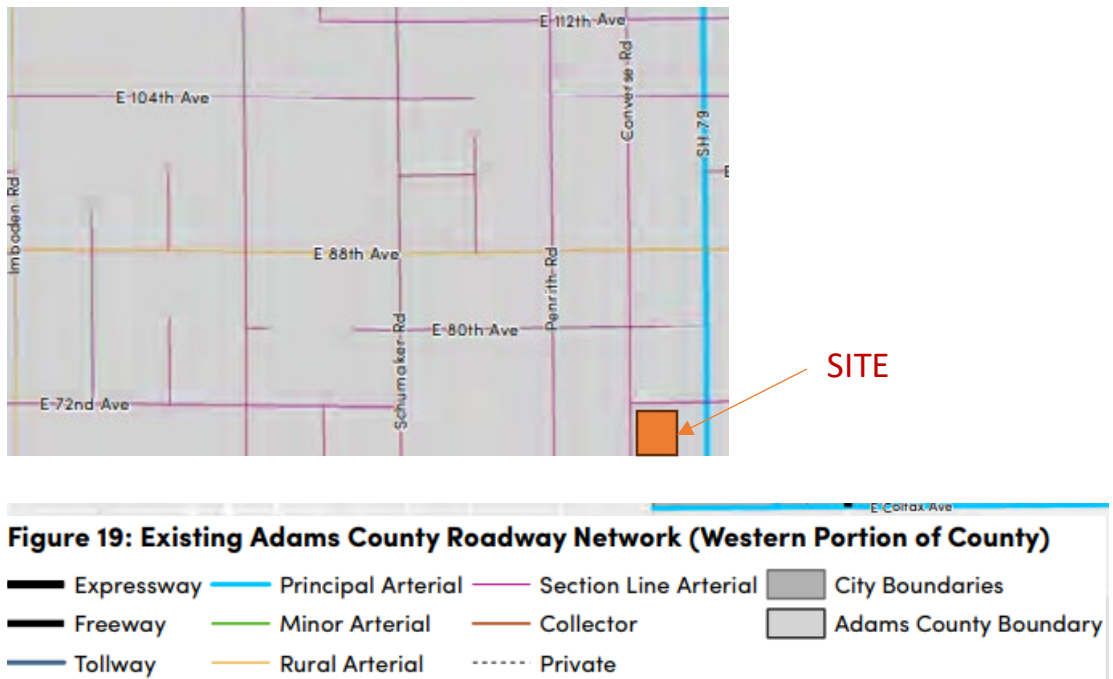 E 112th Ave
Converse Rd
E 104th Ave
SH 79
E
Imboden Rd
E 88th Ave
Penrith Rd
Schumaker Rd
E 80th Ave
SITE
E 72nd Ave
E Colfax Ave
Figure 19: Existing Adams County Roadway Network (Western Portion of County)
Expressway Principal Arterial Section Line Arterial City Boundaries
Freeway Minor Arterial Collector Adams County Boundary
Tollway Rural Arterial Private